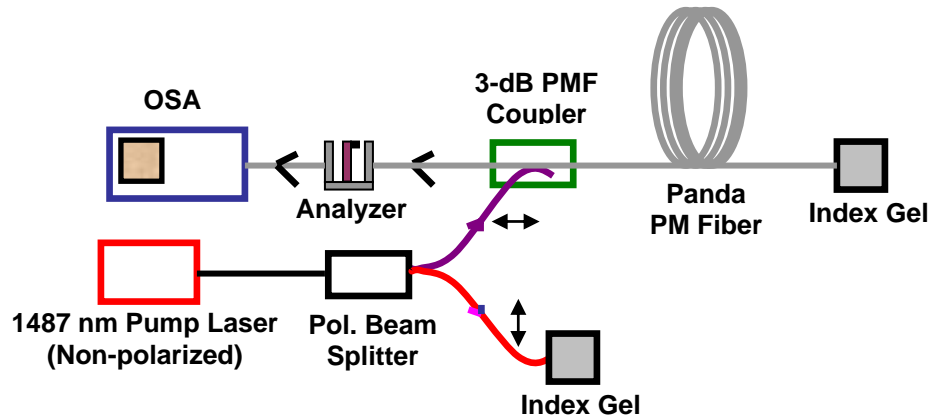 OSA
3-dB PMF
Coupler
Analyzer
Panda
PM Fiber
Index Gel
1487 nm Pump Laser
(Non-polarized)
Pol. Beam
Splitter
Index Gel